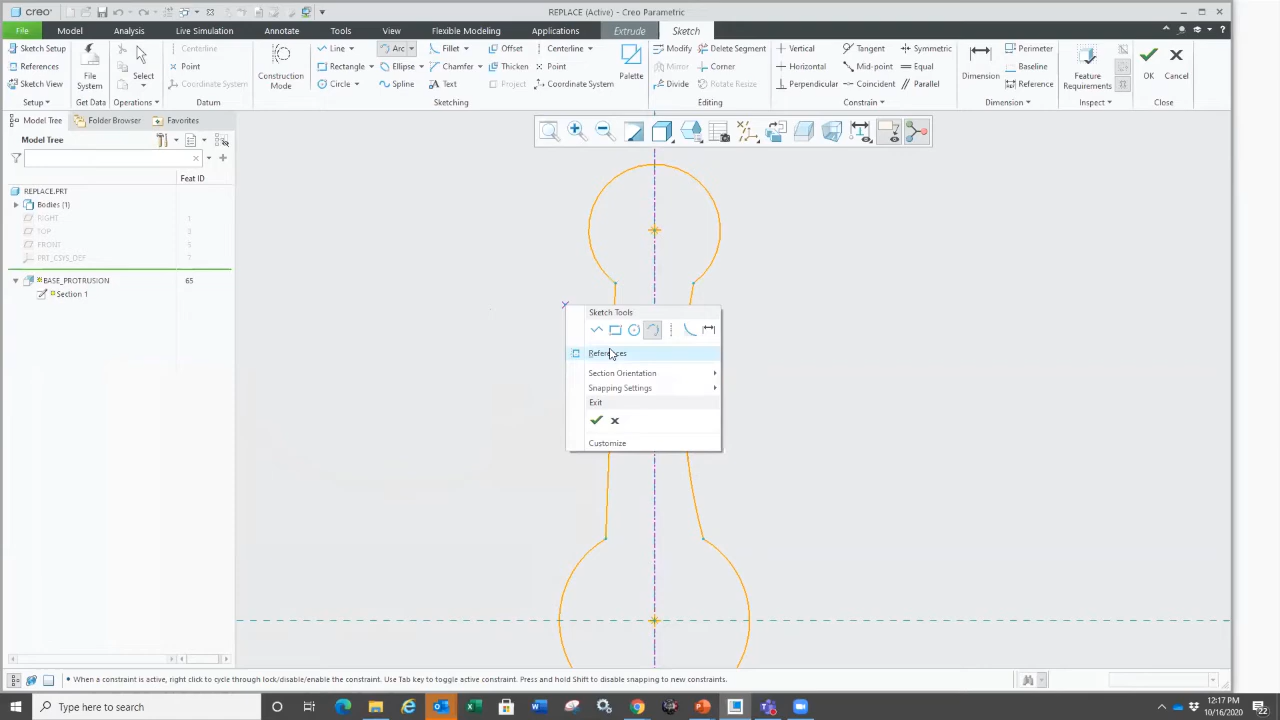 creo REPLACE (Active) - Creo Parametric
File Model Analysis Live Simulation Annotate Tools View Flexible Modeling Applications Extrude Sketch
Sketch Setup Centerline Line Arc Fillet Offset Centerline Modify Delete Segment Vertical Tangent Symmetric Perimeter
References Point Rectangle Ellipse Chamfer Thicken Point Mirror Corner Horizontal Mid-point Equal Baseline
Sketch View File System Select Coordinate System Construction Mode Circle Spline Text Project Coordinate System Palette Divide Rotate Resize Perpendicular Coincident Parallel Dimension Reference Feature Requirements OK Cancel
Setup Get Data Operations Datum Sketching Editing Constrain Dimension Inspect Close
Model Tree Folder Browser Favorites
Model Tree
Feat ID
REPLACE.PRT
Bodies (1)
RIGHT 1
TOP 3
FRONT 5
PRT_CSYS_DEF 7
BASE_PROTRUSION 65
Section 1
Sketch Tools
References
Section Orientation
Snapping Settings
Exit
Customize
• When a constraint is active, right click to cycle through lock/disable/enable the constraint. Use Tab key to toggle active constraint. Press and hold Shift to disable snapping to new constraints.
Type here to search
12:17 PM
10/16/2020
22